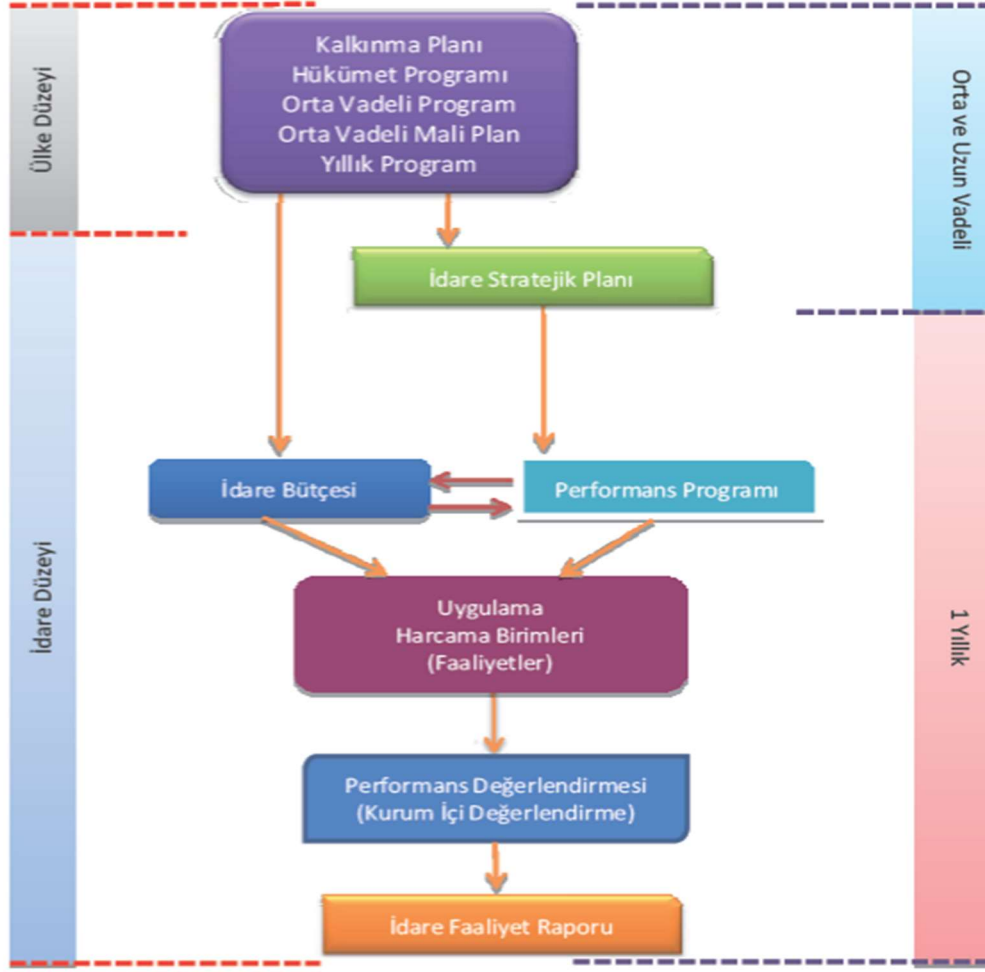 Ülke Düzeyi
Kalkınma Planı
Hükümet Programı
Orta Vadeli Program
Orta Vadeli Mali Plan
Yıllık Program
Orta ve Uzun Vadeli
İdare Stratejik Planı
İdare Düzeyi
İdare Bütçesi
Performans Programı
1 Yıllık
Uygulama
Harcama Birimleri
(Faaliyetler)
Performans Değerlendirmesi
(Kurum İçi Değerlendirme)
İdare Faaliyet Raporu